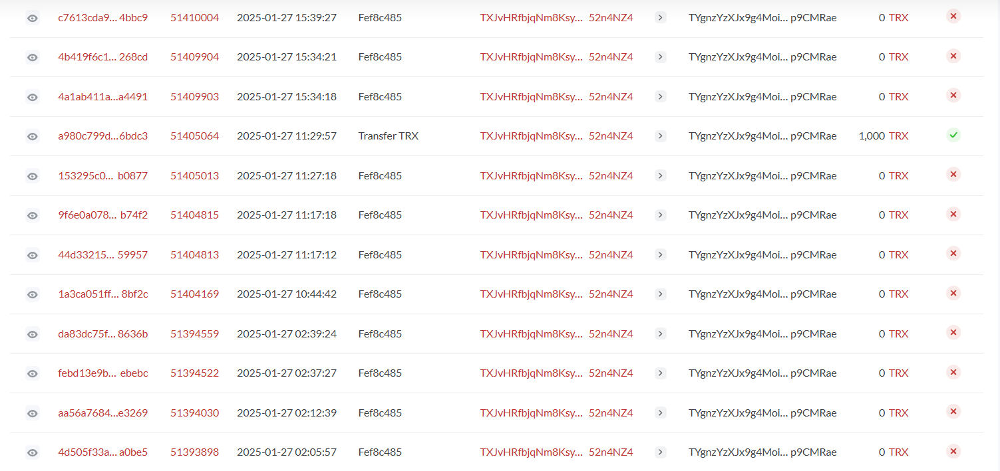 c7613cda9... 4bbc9 51410004 2025-01-27 15:39:27 Fef8c485 TXJvHRfbjqNm8Ksy... 52n4NZ4 TYgnzYzXJx9g4Moi... p9CMRae 0 TRX
4b419f6c1... 268cd 51409904 2025-01-27 15:34:21 Fef8c485 TXJvHRfbjqNm8Ksy... 52n4NZ4 TYgnzYzXJx9g4Moi... p9CMRae 0 TRX
4a1ab411a...a4491 51409903 2025-01-27 15:34:18 Fef8c485 TXJvHRfbjqNm8Ksy... 52n4NZ4 TYgnzYzXJx9g4Moi... p9CMRae 0 TRX
a980c799d...6bdc3 51405064 2025-01-27 11:29:57 Transfer TRX TXJvHRfbjqNm8Ksy... 52n4NZ4 TYgnzYzXJx9g4Moi... p9CMRae 1,000 TRX
153295c0... b0877 51405013 2025-01-27 11:27:18 Fef8c485 TXJvHRfbjqNm8Ksy... 52n4NZ4 TYgnzYzXJx9g4Moi... p9CMRae 0 TRX
9f6e0a078... b74f2 51404815 2025-01-27 11:17:18 Fef8c485 TXJvHRfbjqNm8Ksy... 52n4NZ4 TYgnzYzXJx9g4Moi... p9CMRae 0 TRX
44d33215... 59957 51404813 2025-01-27 11:17:12 Fef8c485 TXJvHRfbjqNm8Ksy... 52n4NZ4 TYgnzYzXJx9g4Moi... p9CMRae 0 TRX
1a3ca051ff... 8bf2c 51404169 2025-01-27 10:44:42 Fef8c485 TXJvHRfbjqNm8Ksy... 52n4NZ4 TYgnzYzXJx9g4Moi... p9CMRae 0 TRX
da83dc75f... 8636b 51394559 2025-01-27 02:39:24 Fef8c485 TXJvHRfbjqNm8Ksy... 52n4NZ4 TYgnzYzXJx9g4Moi... p9CMRae 0 TRX
febd13e9b... ebebc 51394522 2025-01-27 02:37:27 Fef8c485 TXJvHRfbjqNm8Ksy... 52n4NZ4 TYgnzYzXJx9g4Moi... p9CMRae 0 TRX
aa56a7684...e3269 51394030 2025-01-27 02:12:39 Fef8c485 TXJvHRfbjqNm8Ksy... 52n4NZ4 TYgnzYzXJx9g4Moi... p9CMRae 0 TRX
4d505f33a... a0be5 51393898 2025-01-27 02:05:57 Fef8c485 TXJvHRfbjqNm8Ksy... 52n4NZ4 TYgnzYzXJx9g4Moi... p9CMRae 0 TRX